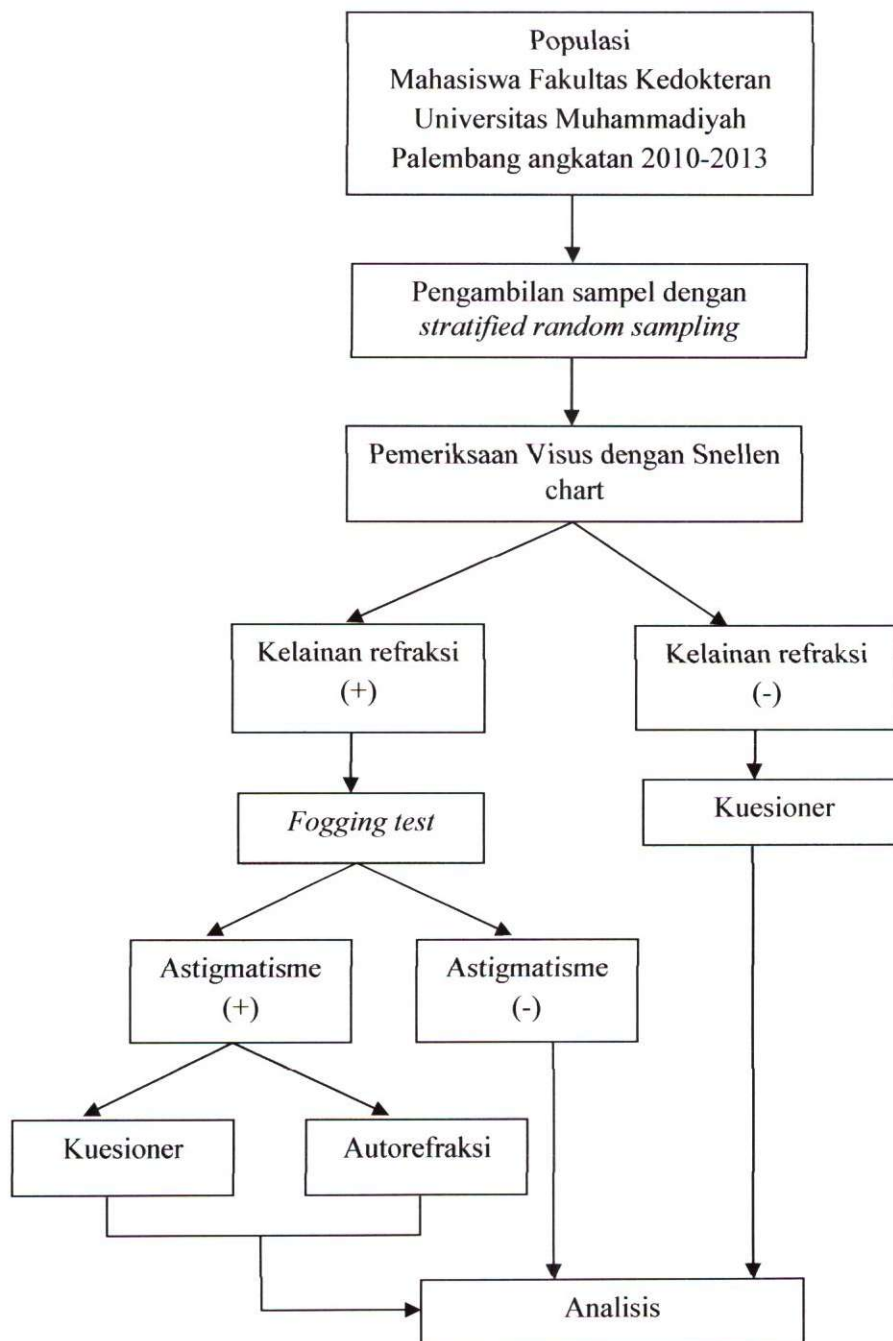 Populasi
Mahasiswa Fakultas Kedokteran
Universitas Muhammadiyah
Palembang angkatan 2010-2013
Pengambilan sampel dengan
stratified random sampling
Pemeriksaan Visus dengan Snellen
chart
Kelainan refraksi
(+)
Kelainan refraksi
(-)
Fogging test
Kuesioner
Astigmatisme
(+)
Astigmatisme
(-)
Kuesioner
Autorefraksi
Analisis